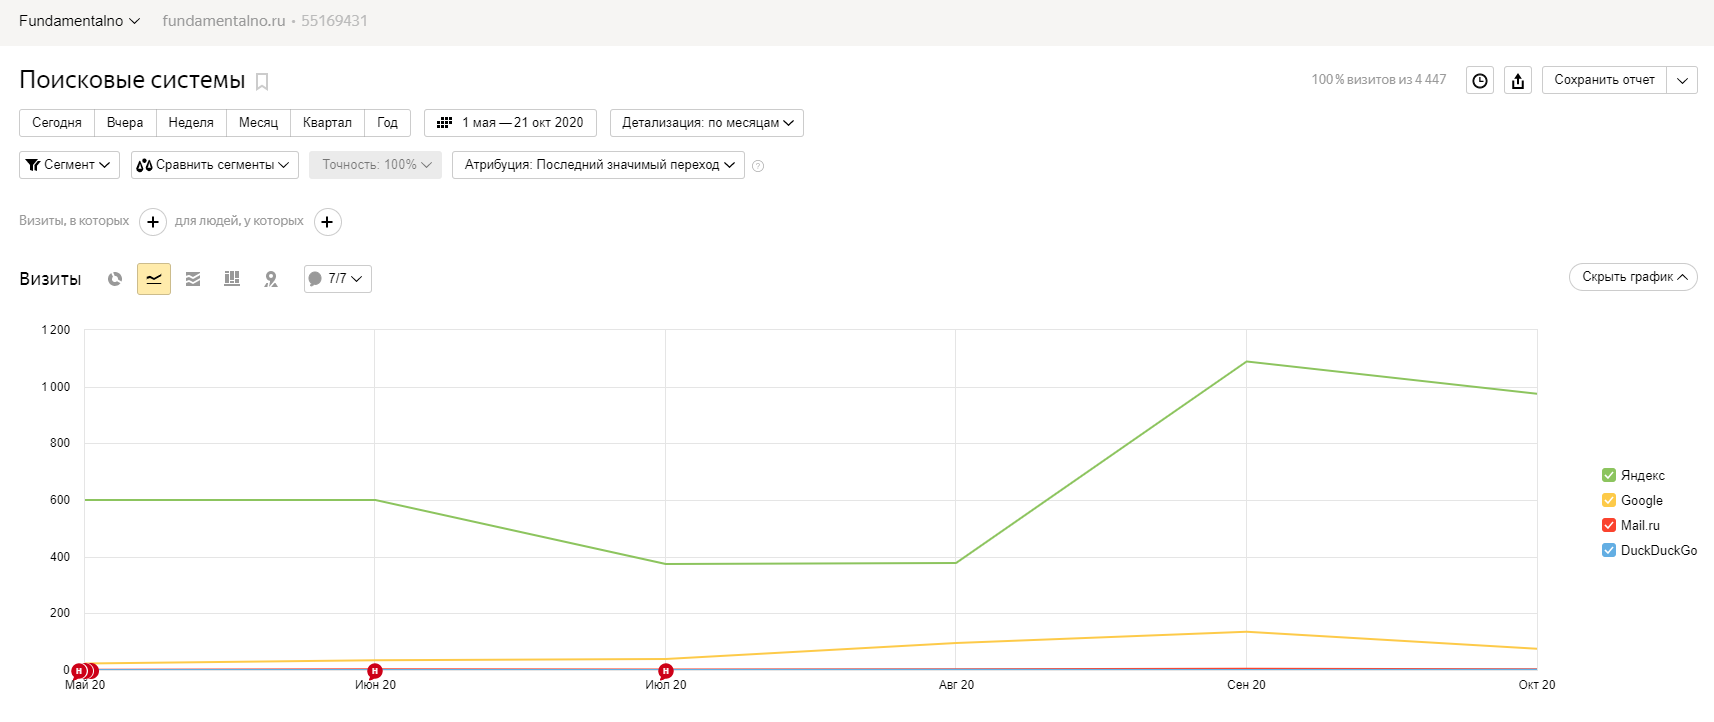 Fundamentalno fundamentalno.ru • 55169431
Поисковые системы
100 % визитов из 4 447
Сохранить отчет
Сегодня Вчера Неделя Месяц Квартал Год 1 мая — 21 окт 2020 Детализация: по месяцам
Сегмент Сравнить сегменты Точность: 100% Атрибуция: Последний значимый переход ?
Визиты, в которых + для людей, у которых +
Визиты 7/7 Скрыть график
1 200
1 000
800
600
400
200
0
Н Н Н
Май 20 Июн 20 Июл 20 Авг 20 Сен 20 Окт 20
Яндекс
Google
Mail.ru
DuckDuckGo